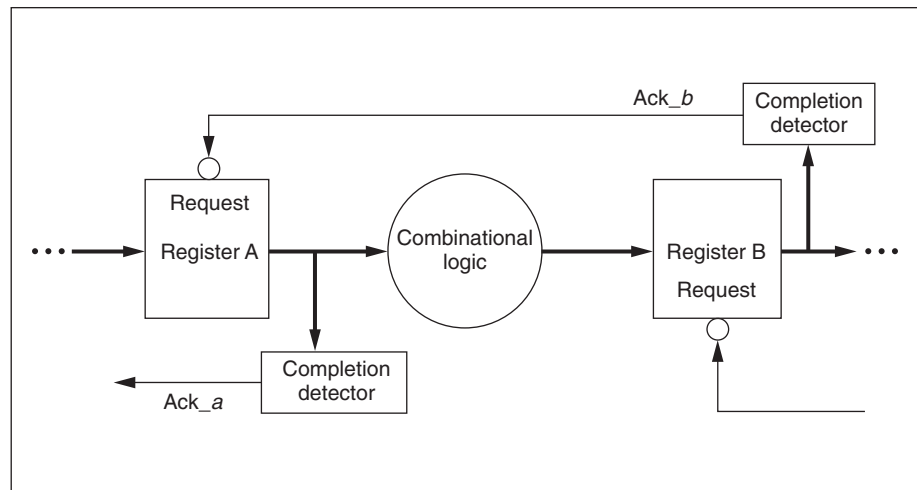 Ack_b
Completion
detector
Request
Register A
Combinational
logic
Register B
Request
Completion
detector
Ack_a